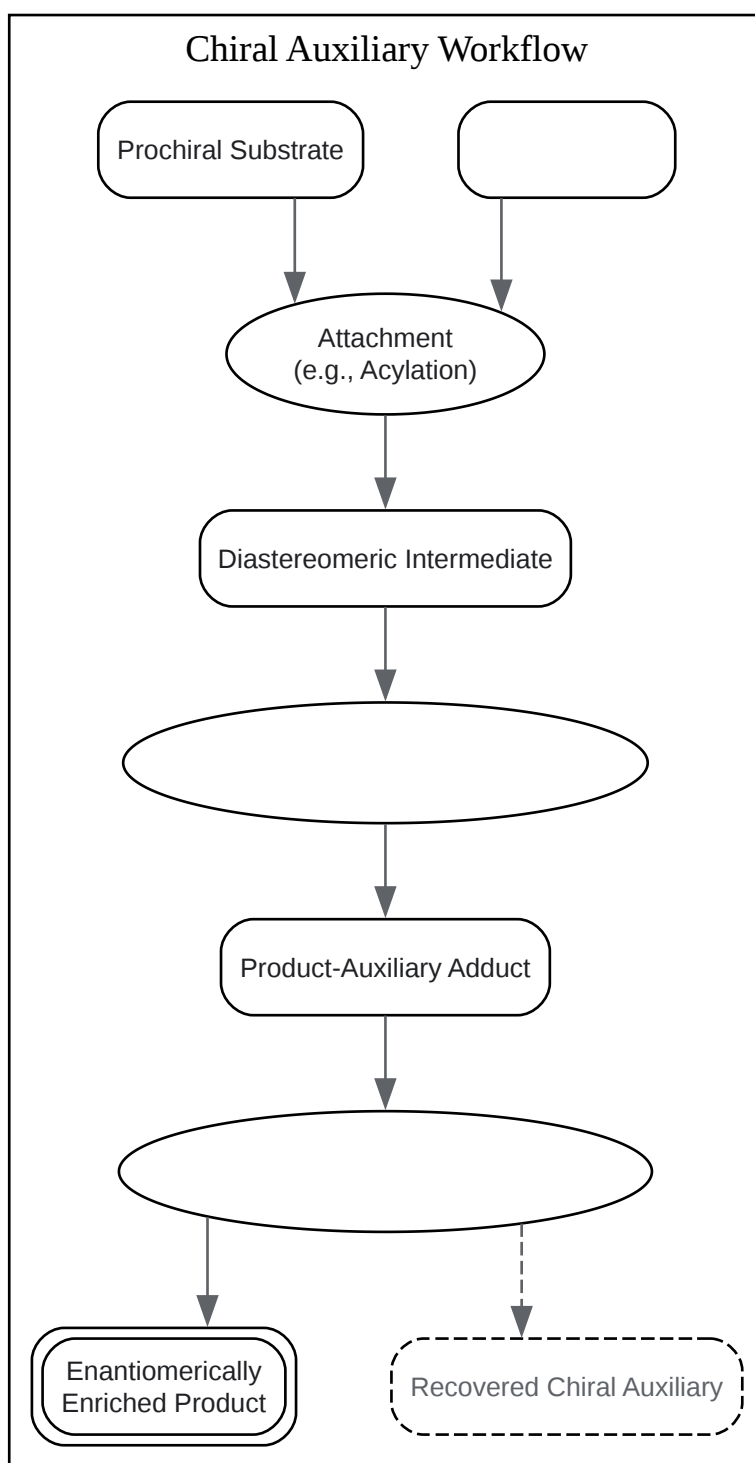 Chiral Auxiliary Workflow
Prochiral Substrate
Attachment
(e.g., Acylation)
Diastereomeric Intermediate
Product-Auxiliary Adduct
Enantiomerically
Enriched Product
Recovered Chiral Auxiliary